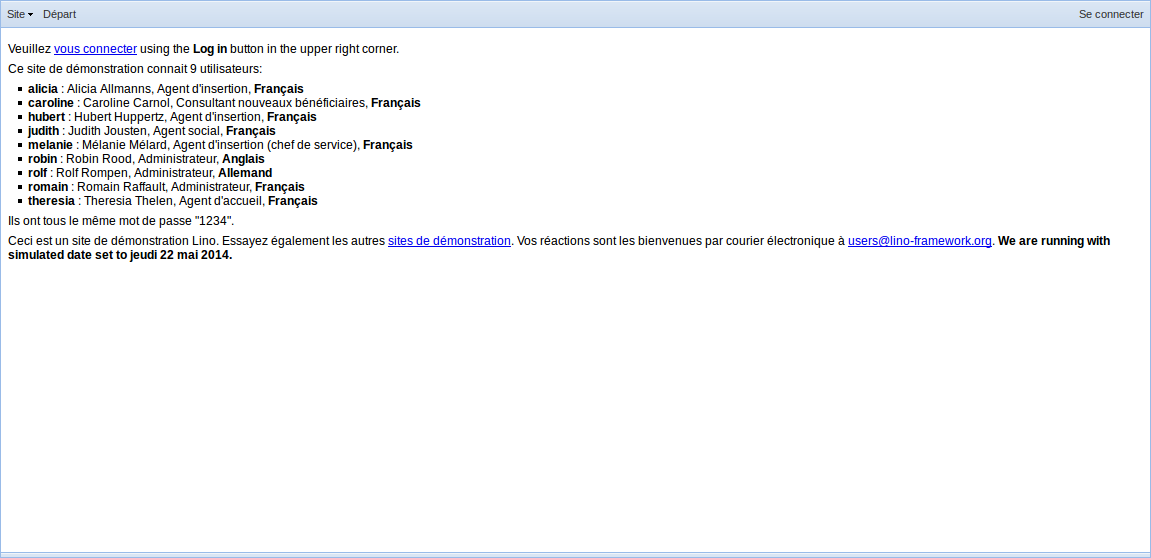 Site Départ Se connecter
Veuillez vous connecter using the Log in button in the upper right corner.
Ce site de démonstration connait 9 utilisateurs:
alicia : Alicia Allmanns, Agent d'insertion, Français
caroline : Caroline Carnol, Consultant nouveaux bénéficiaires, Français
hubert : Hubert Huppertz, Agent d'insertion, Français
judith : Judith Jousten, Agent social, Français
melanie : Mélanie Mélard, Agent d'insertion (chef de service), Français
robin : Robin Rood, Administrateur, Anglais
rolf : Rolf Rompen, Administrateur, Allemand
romain : Romain Raffault, Administrateur, Français
theresia : Theresia Thelen, Agent d'accueil, Français
Ils ont tous le même mot de passe "1234".
Ceci est un site de démonstration Lino. Essayez également les autres sites de démonstration. Vos réactions sont les bienvenues par courier électronique à users@lino-framework.org. We are running with
simulated date set to jeudi 22 mai 2014.